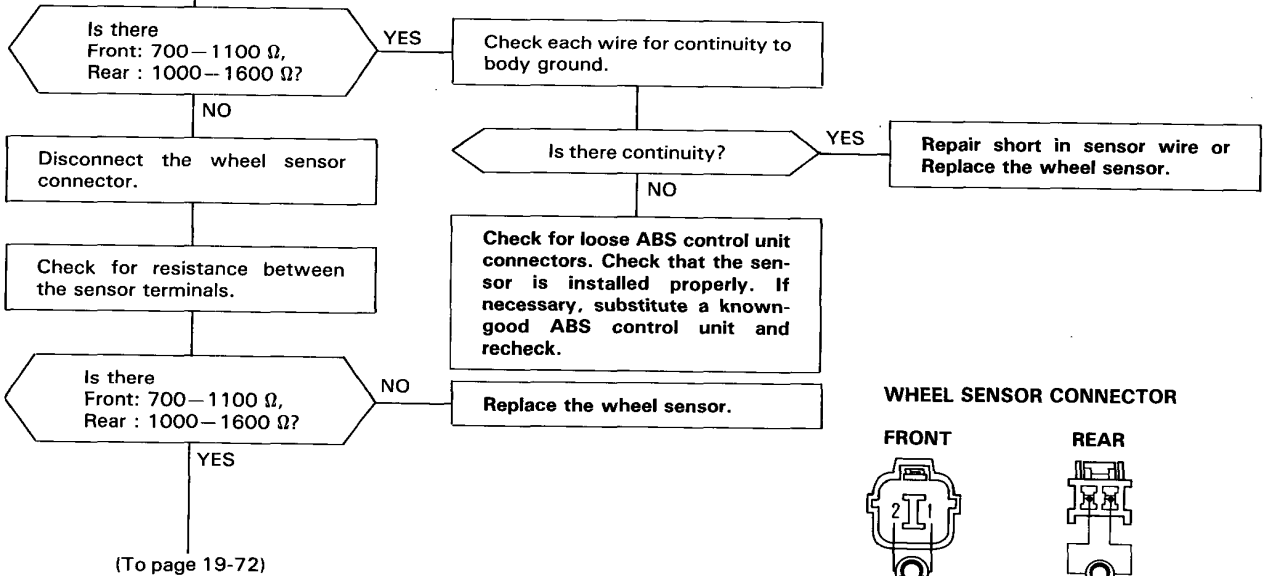 Is there
Front: 700—1100 Ω,
Rear : 1000—1600 Ω?
YES
Check each wire for continuity to
body ground.
NO
Disconnect the wheel sensor
connector.
Is there continuity?
YES
Repair short in sensor wire or
Replace the wheel sensor.
NO
Check for resistance between
the sensor terminals.
Check for loose ABS control unit
connectors. Check that the sen-
sor is installed properly. If
necessary, substitute a known-
good ABS control unit and
recheck.
Is there
Front: 700—1100 Ω,
Rear : 1000—1600 Ω?
NO
Replace the wheel sensor.
YES
(To page 19-72)
WHEEL SENSOR CONNECTOR
FRONT
REAR
2 1